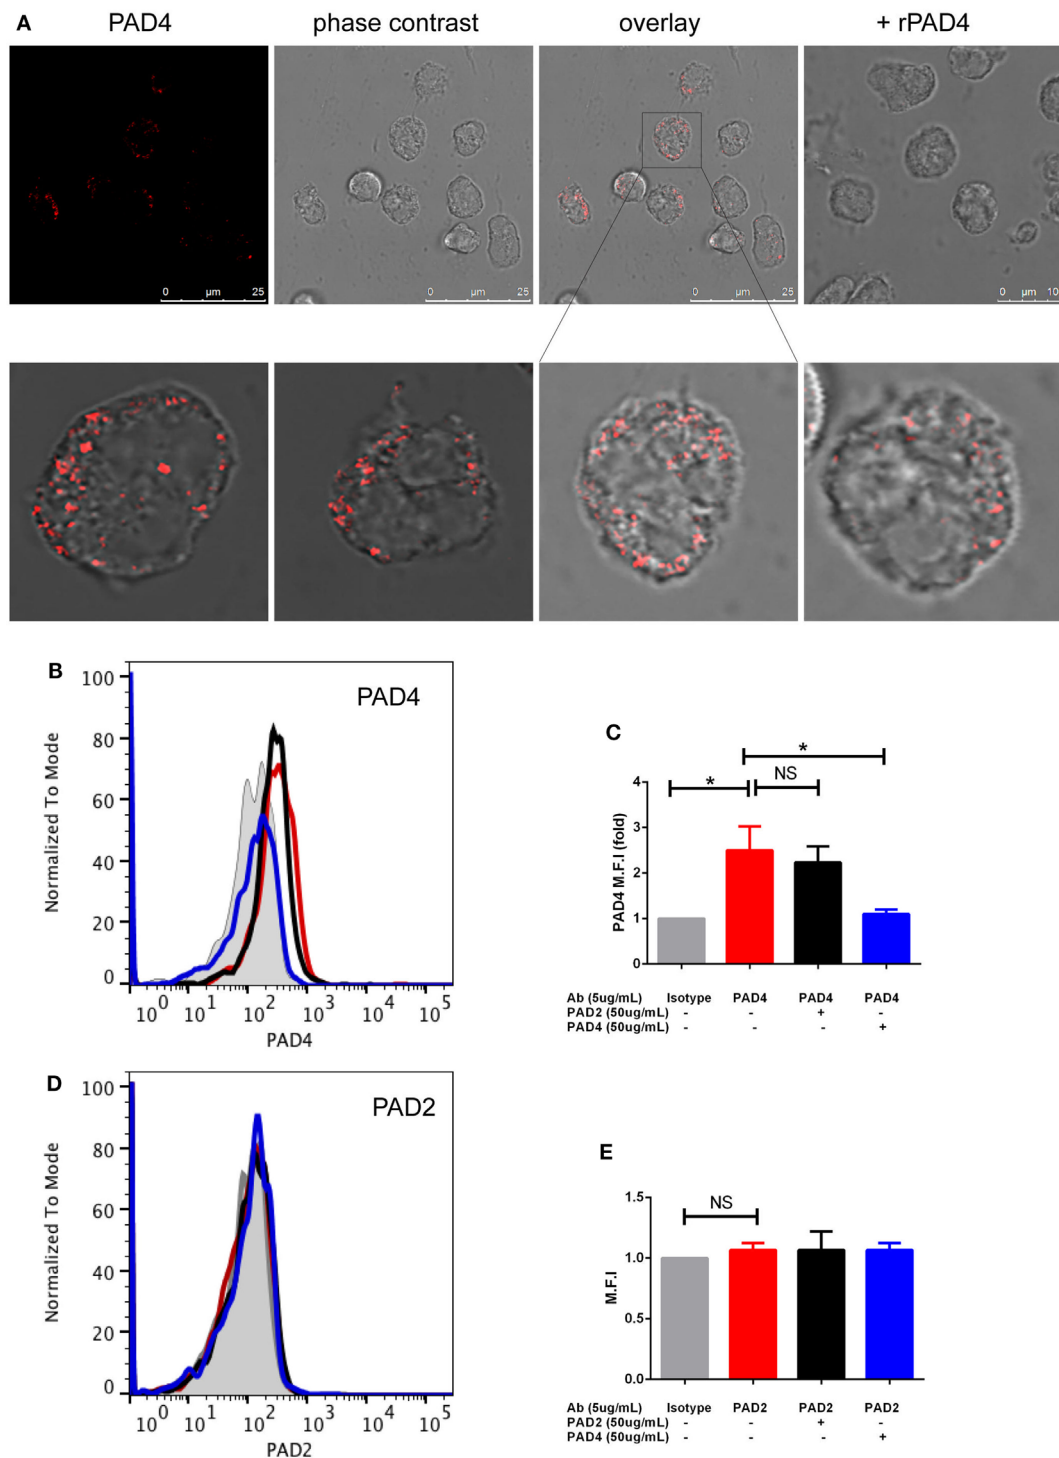 A
PAD4
phase contrast
overlay
+ rPAD4
0 µm 25
0 µm 25
0 µm 25
0 µm 10
B
PAD4
Normalized To Mode
100
80
60
40
20
0
10^0 10^1 10^2 10^3 10^4 10^5
PAD4
C
*
* NS
PAD4 M.F.I (fold)
4
3
2
1
0
Ab (5ug/mL) Isotype PAD4 PAD4 PAD4
PAD2 (50ug/mL) - - + -
PAD4 (50ug/mL) - - - +
D
PAD2
Normalized To Mode
100
80
60
40
20
0
10^0 10^1 10^2 10^3 10^4 10^5
PAD2
E
NS
M.F.I
1.5
1.0
0.5
0.0
Ab (5ug/mL) Isotype PAD2 PAD2 PAD2
PAD2 (50ug/mL) - - + -
PAD4 (50ug/mL) - - - +